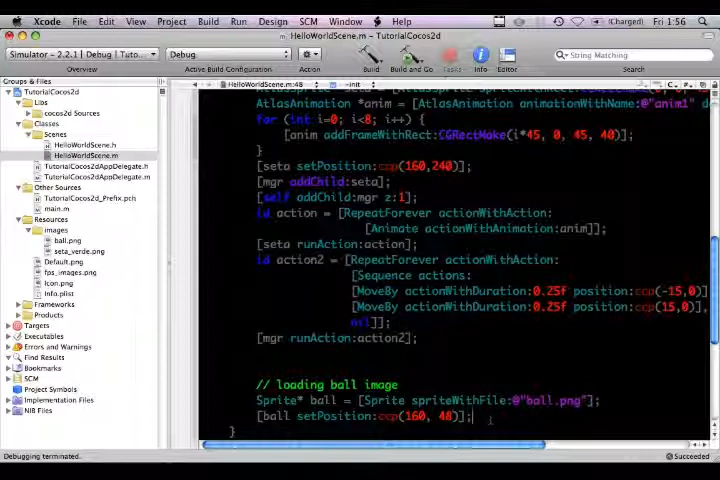 Xcode File Edit View Project Build Run Design SCM Window Help (Charged) Fri 1:56
HelloWorldScene.m - TutorialCocos2d
Simulator - 2.2.1 | Debug | Tuto...
Debug
String Matching
Overview Active Build Configuration Action Build Build and Go Tasks Info Editor Search
Groups & Files
HelloWorldScene.m:48 -init
TutorialCocos2d
Libs
cocos2d Sources
Classes
Scenes
HelloWorldScene.h
HelloWorldScene.m
TutorialCocos2dAppDelegate.h
TutorialCocos2dAppDelegate.m
Other Sources
TutorialCocos2d_Prefix.pch
main.m
Resources
images
ball.png
seta_verde.png
Default.png
fps_images.png
Icon.png
Info.plist
Frameworks
Products
Targets
Executables
Errors and Warnings
Find Results
Bookmarks
SCM
Project Symbols
Implementation Files
NIB Files
AtlasAnimation *anim = [AtlasAnimation animationWithName:@"anim1" de
for (int i=0; i<8; i++) {
[anim addFrameWithRect:CGRectMake(i*45, 0, 45, 40)];
}
[seta setPosition:ccp(160,240)];
[mgr addChild:seta];
[self addChild:mgr z:1];
id action = [RepeatForever actionWithAction:
[Animate actionWithAnimation:anim]];
[seta runAction:action];
id action2 = [RepeatForever actionWithAction:
[Sequence actions:
[MoveBy actionWithDuration:0.25f position:ccp(-15,0)]
[MoveBy actionWithDuration:0.25f position:ccp(15,0)],
nil]];
[mgr runAction:action2];
// loading ball image
Sprite* ball = [Sprite spriteWithFile:@"ball.png"];
[ball setPosition:ccp(160, 48)];
}
Debugging terminated.
Succeeded